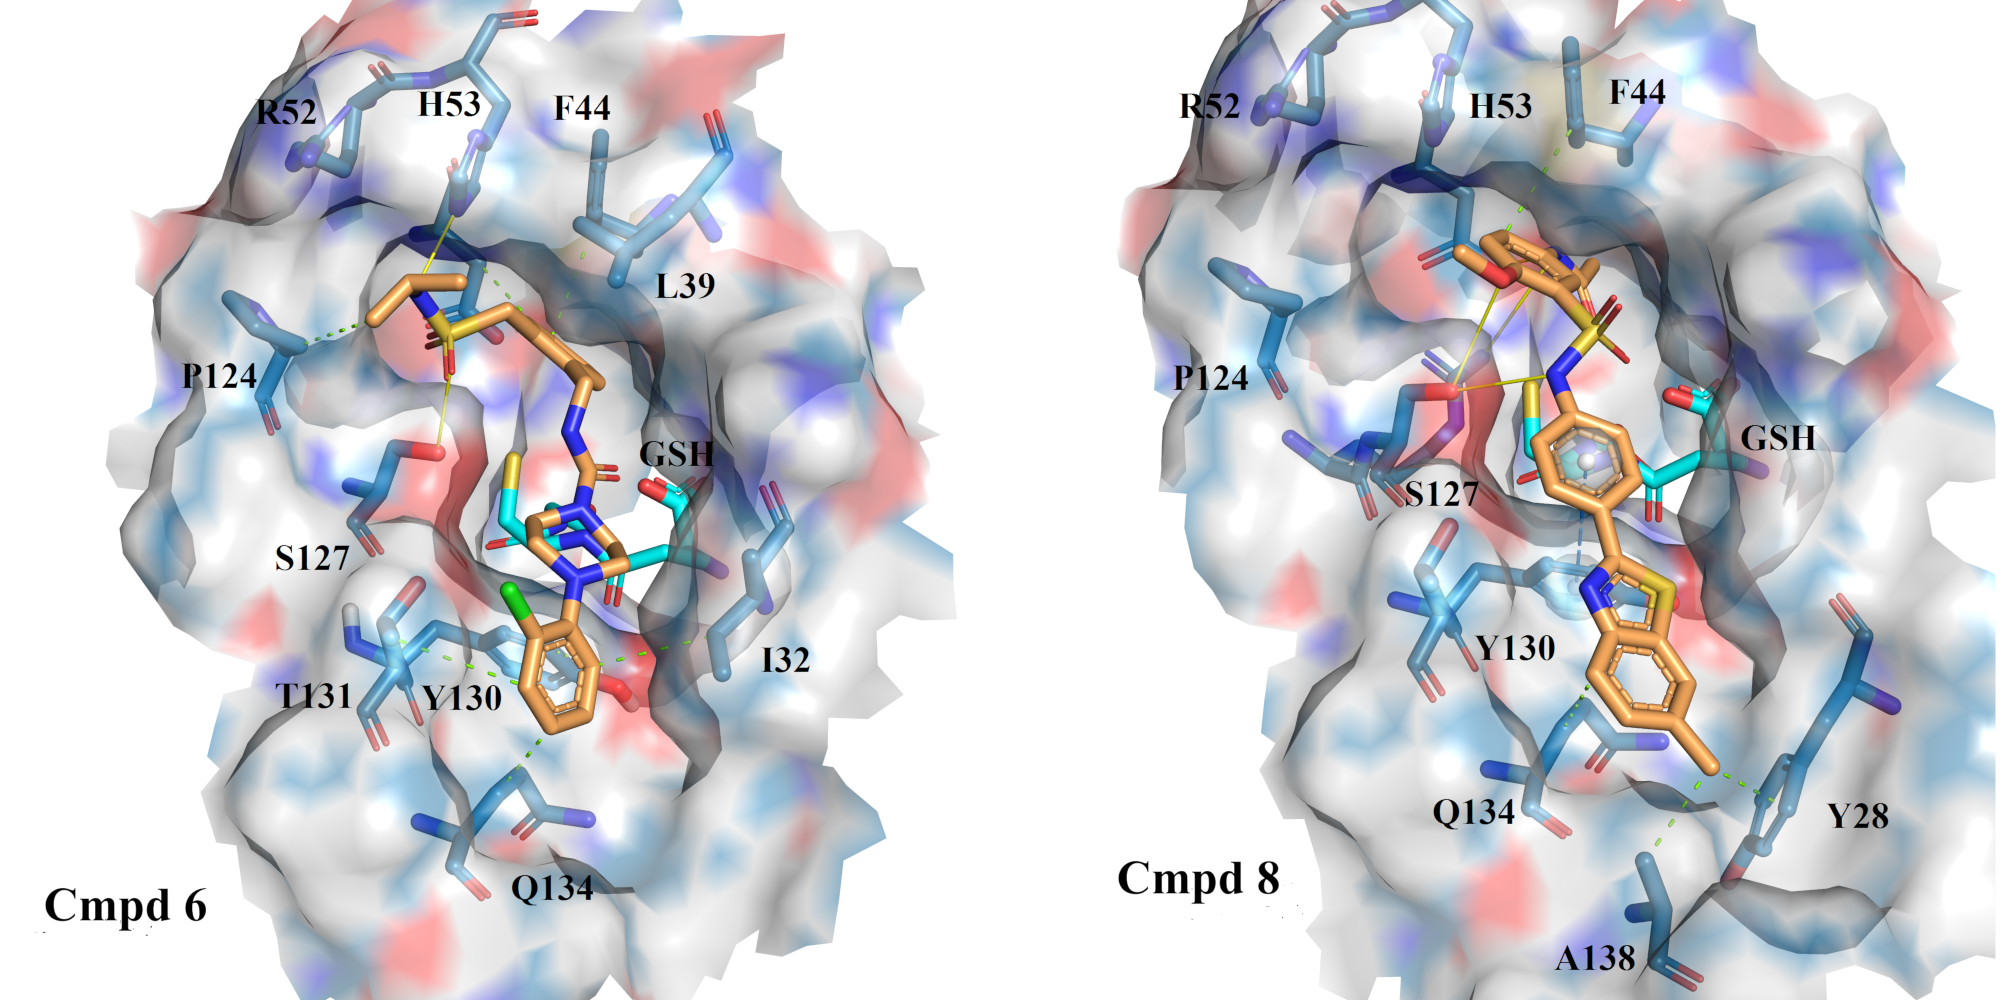 R52
H53
F44
L39
P124
GSH
S127
I32
T131
Y130
Q134
Cmpd 6
R52
H53
F44
P124
GSH
S127
Y130
Q134
Y28
Cmpd 8
A138